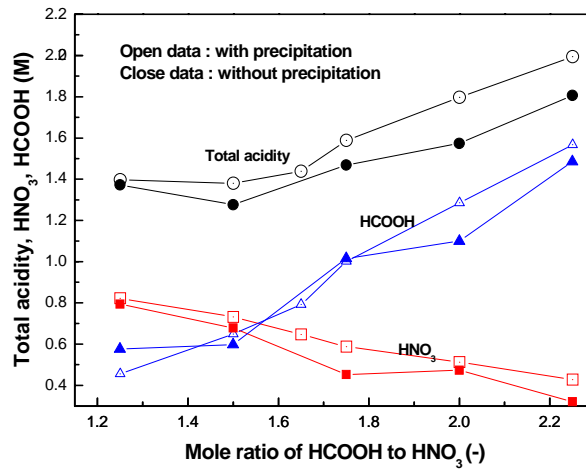 2.2
2.0
1.8
1.6
1.4
1.2
1.0
0.8
0.6
0.4
Total acidity, HNO₃, HCOOH (M)
Open data : with precipitation
Close data : without precipitation
Total acidity
HCOOH
HNO₃
1.2 1.4 1.6 1.8 2.0 2.2
Mole ratio of HCOOH to HNO₃ (-)